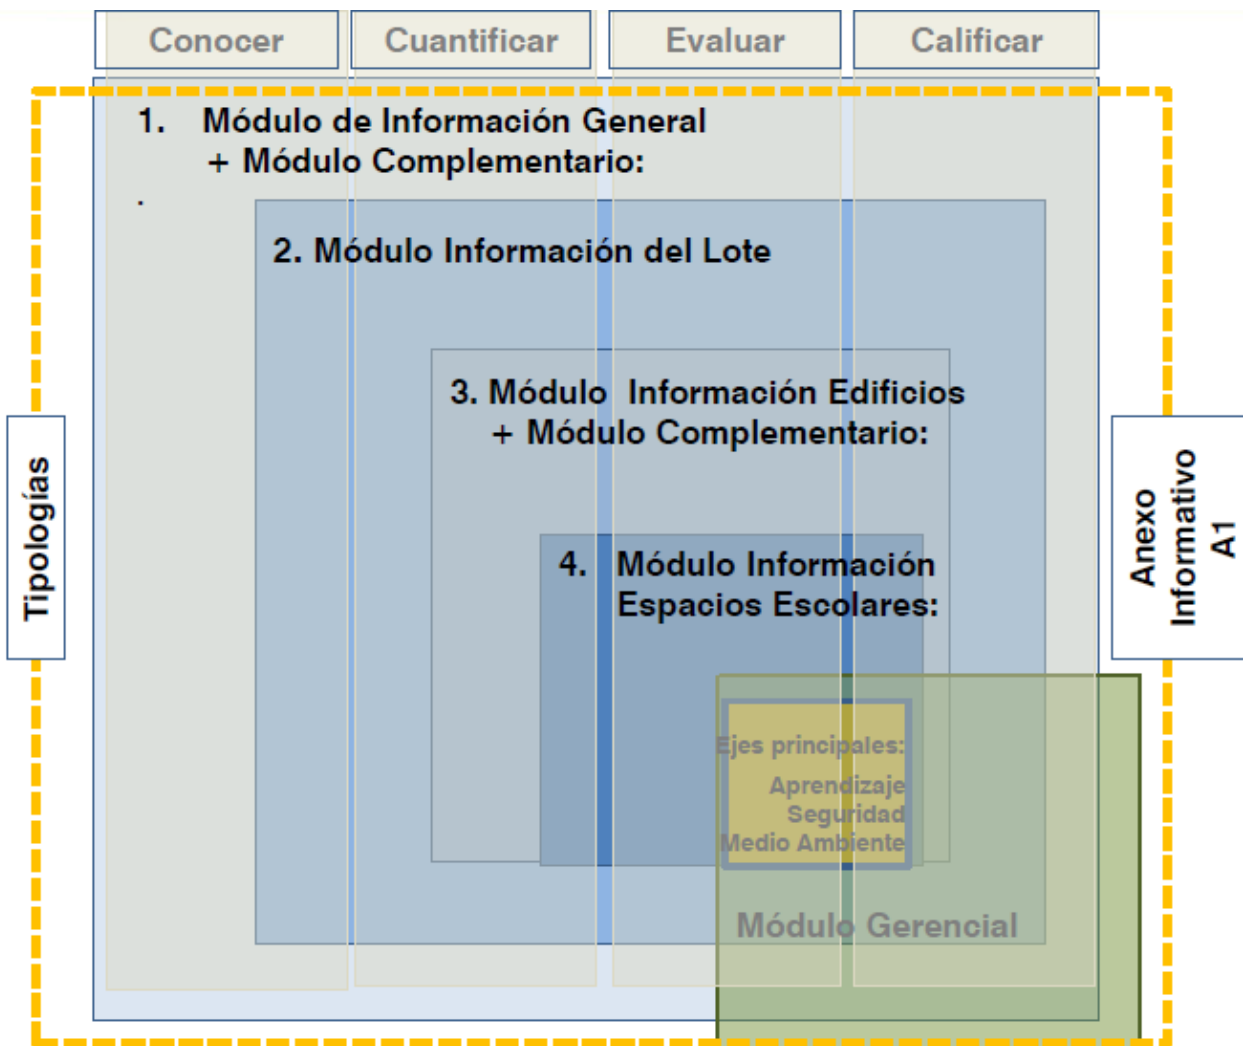 Conocer
Cuantificar
Evaluar
Calificar
1. Módulo de Información General
+ Módulo Complementario:
.
2. Módulo Información del Lote
3. Módulo Información Edificios
+ Módulo Complementario:
4. Módulo Información
Espacios Escolares:
Ejes principales:
Aprendizaje
Seguridad
Medio Ambiente
Módulo Gerencial
Tipologías
Anexo
Informativo
A1